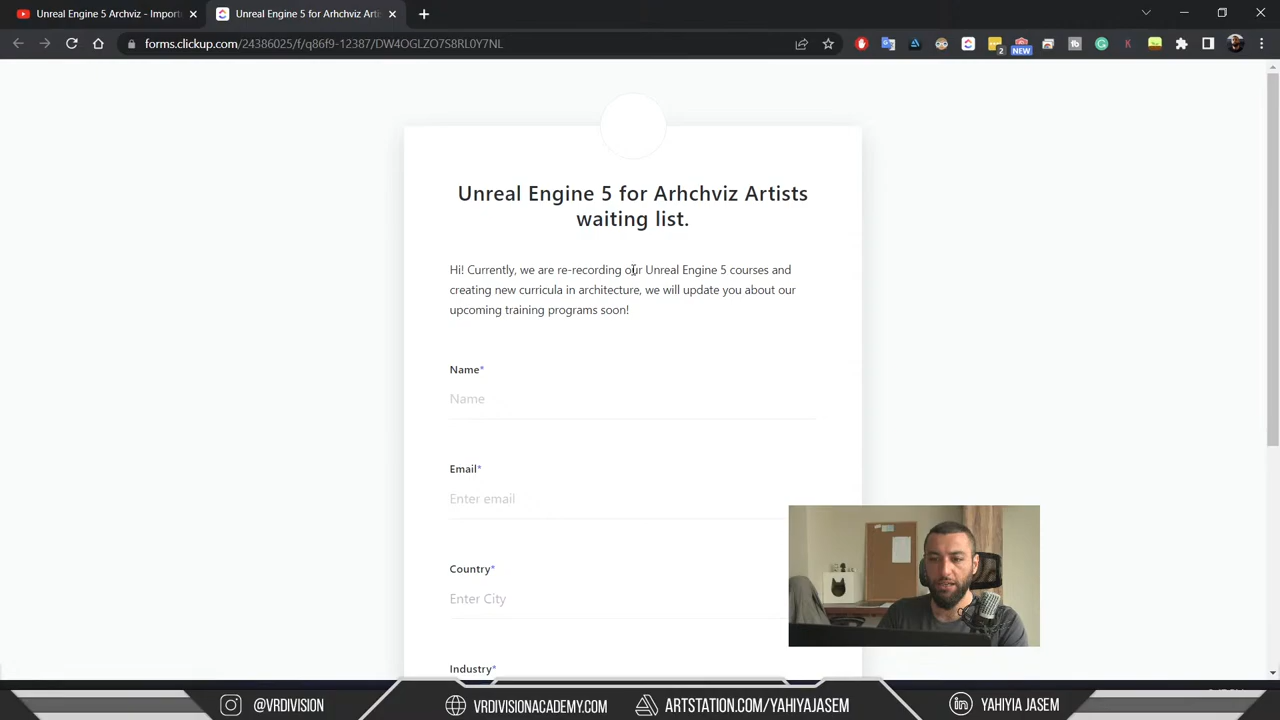 Unreal Engine 5 Archviz - Import
Unreal Engine 5 for Archviz Arti
forms.clickup.com/24386025/f/q86f9-12387/DW4OGLZO7S8RL0Y7NL
2
NEW
Unreal Engine 5 for Arhchviz Artists
waiting list.
Hi! Currently, we are re-recording our Unreal Engine 5 courses and
creating new curricula in architecture, we will update you about our
upcoming training programs soon!
Name*
Name
Email*
Enter email
Country*
Enter City
Industry*
@VRDIVISION
VRDIVISIONACADEMY.COM
ARTSTATION.COM/YAHIYAJASEM
YAHIYIA JASEM